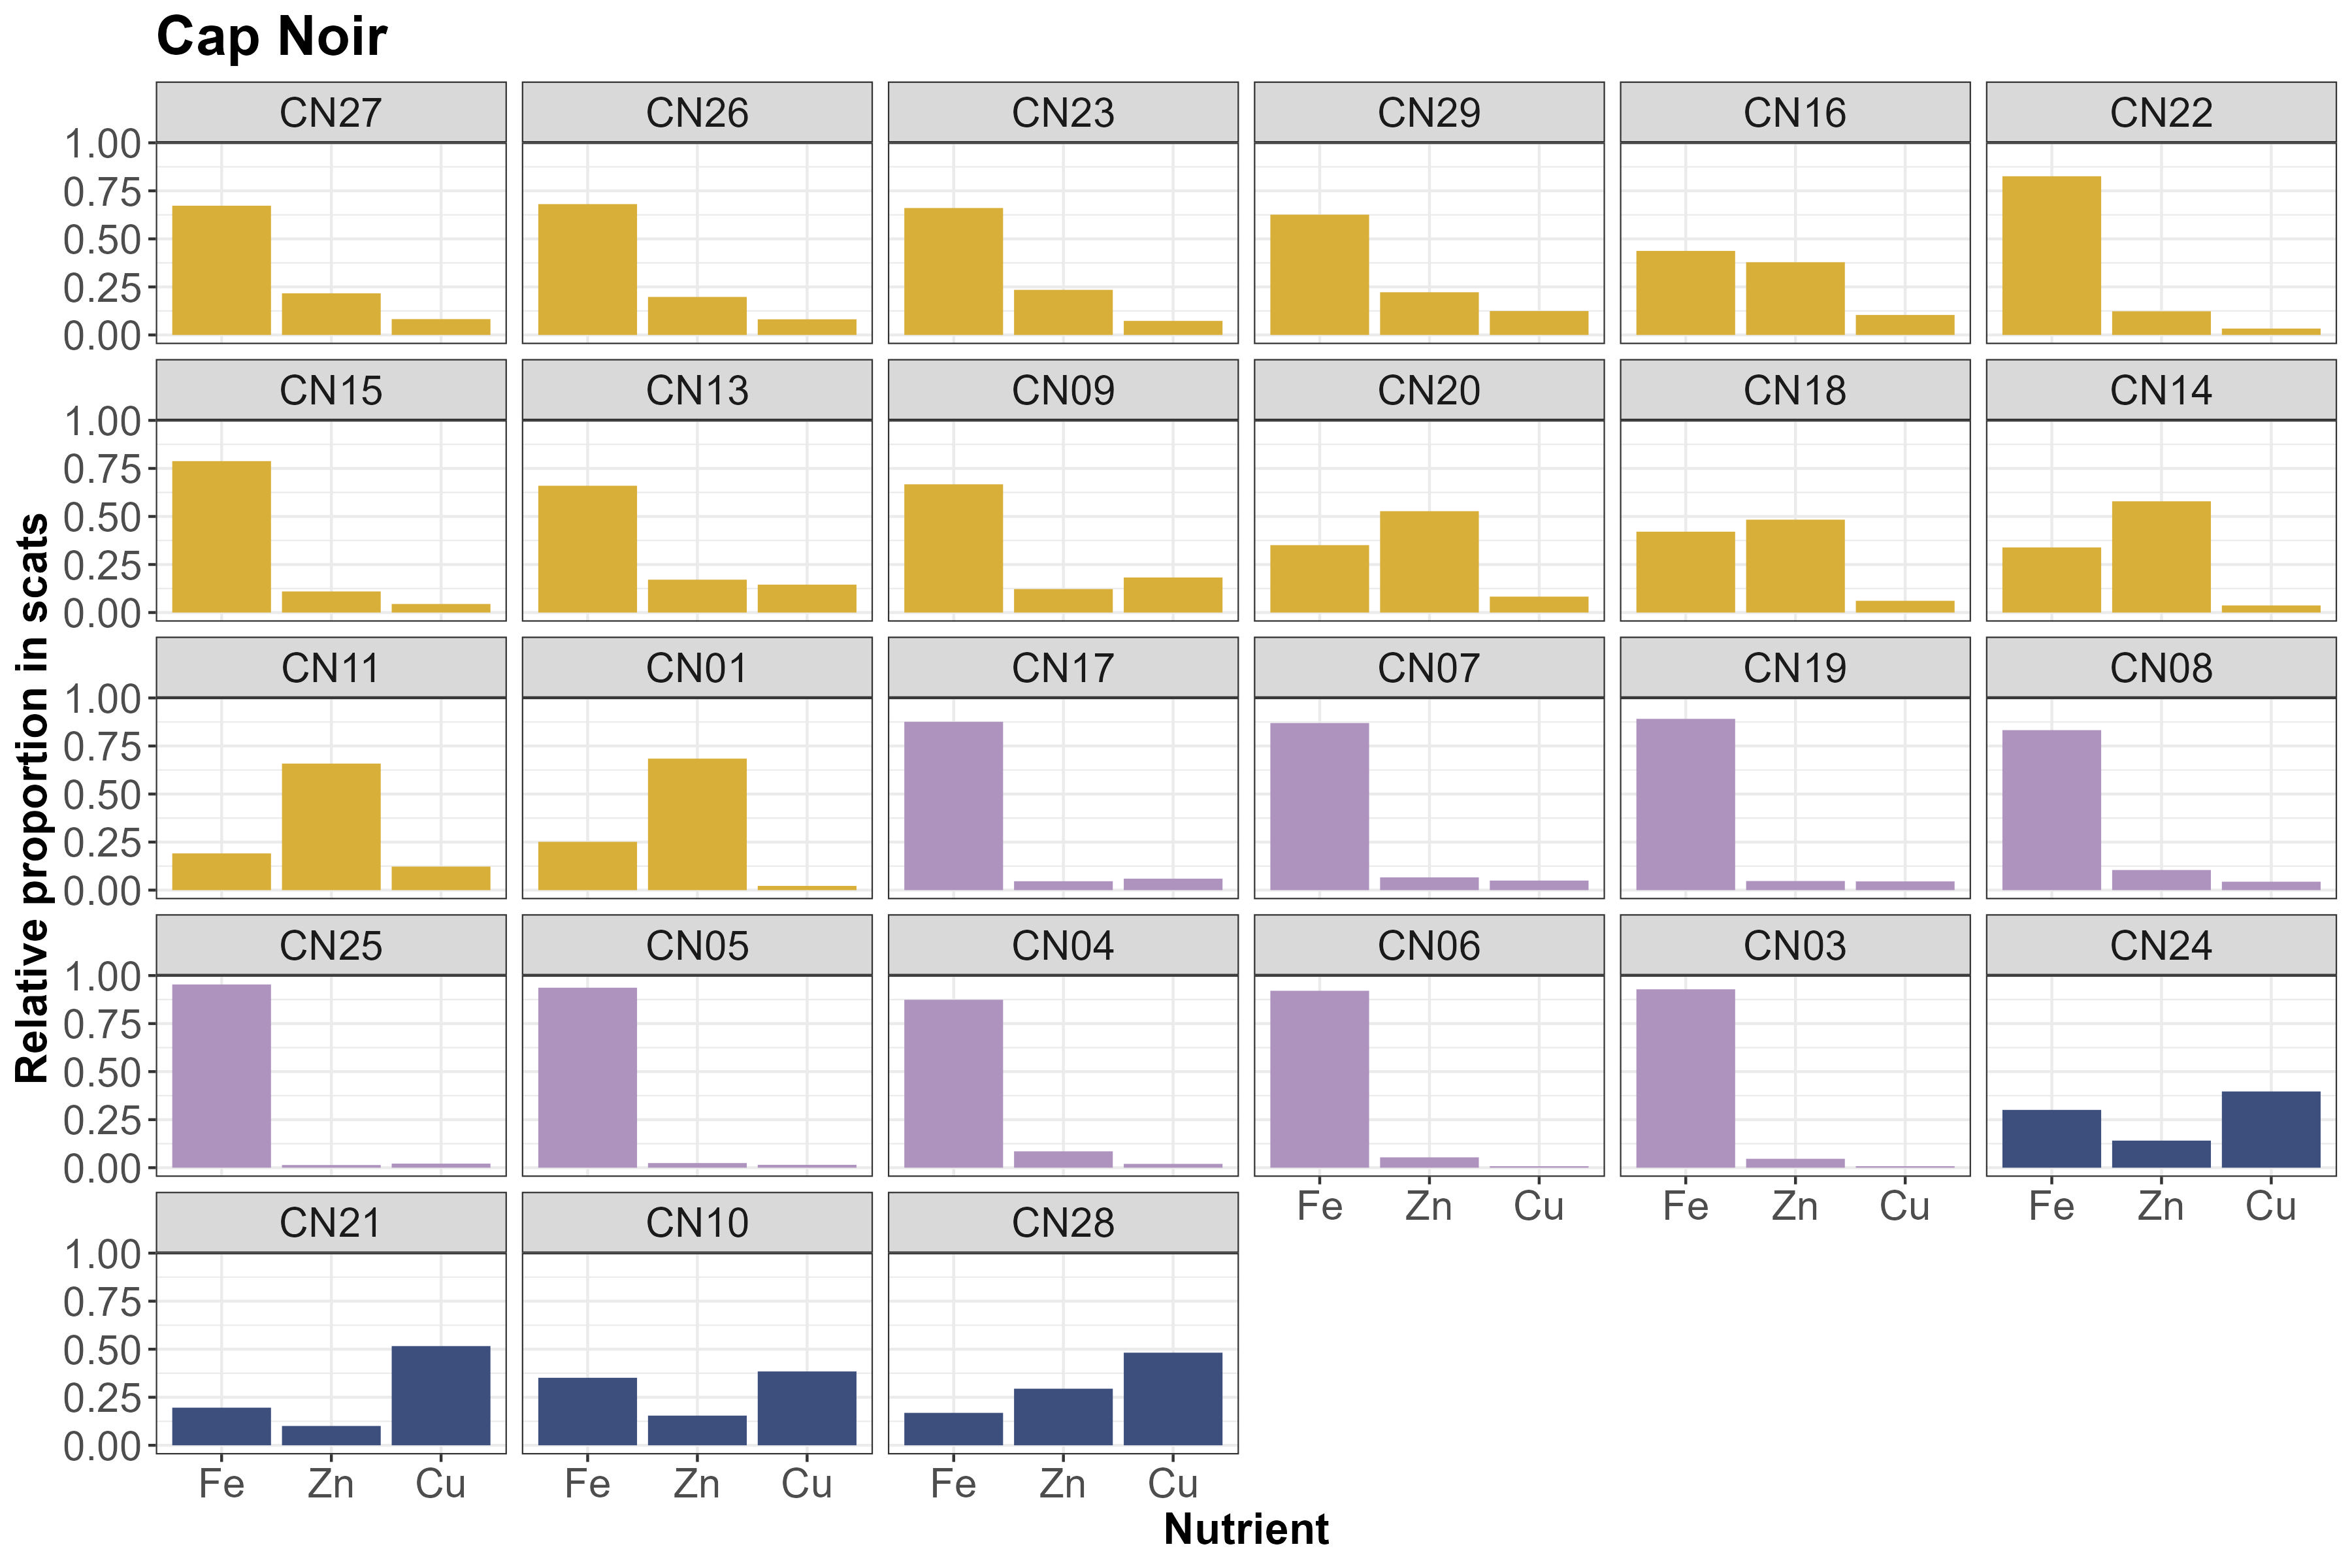 Cap Noir
CN27 CN26 CN23 CN29 CN16 CN22
1.00
0.75
0.50
0.25
0.00
CN15 CN13 CN09 CN20 CN18 CN14
1.00
0.75
0.50
0.25
0.00
CN11 CN01 CN17 CN07 CN19 CN08
1.00
0.75
0.50
0.25
0.00
CN25 CN05 CN04 CN06 CN03 CN24
1.00
0.75
0.50
0.25
0.00
Fe Zn Cu Fe Zn Cu Fe Zn Cu
CN21 CN10 CN28
1.00
0.75
0.50
0.25
0.00
Fe Zn Cu Fe Zn Cu Fe Zn Cu
Relative proportion in scats
Nutrient